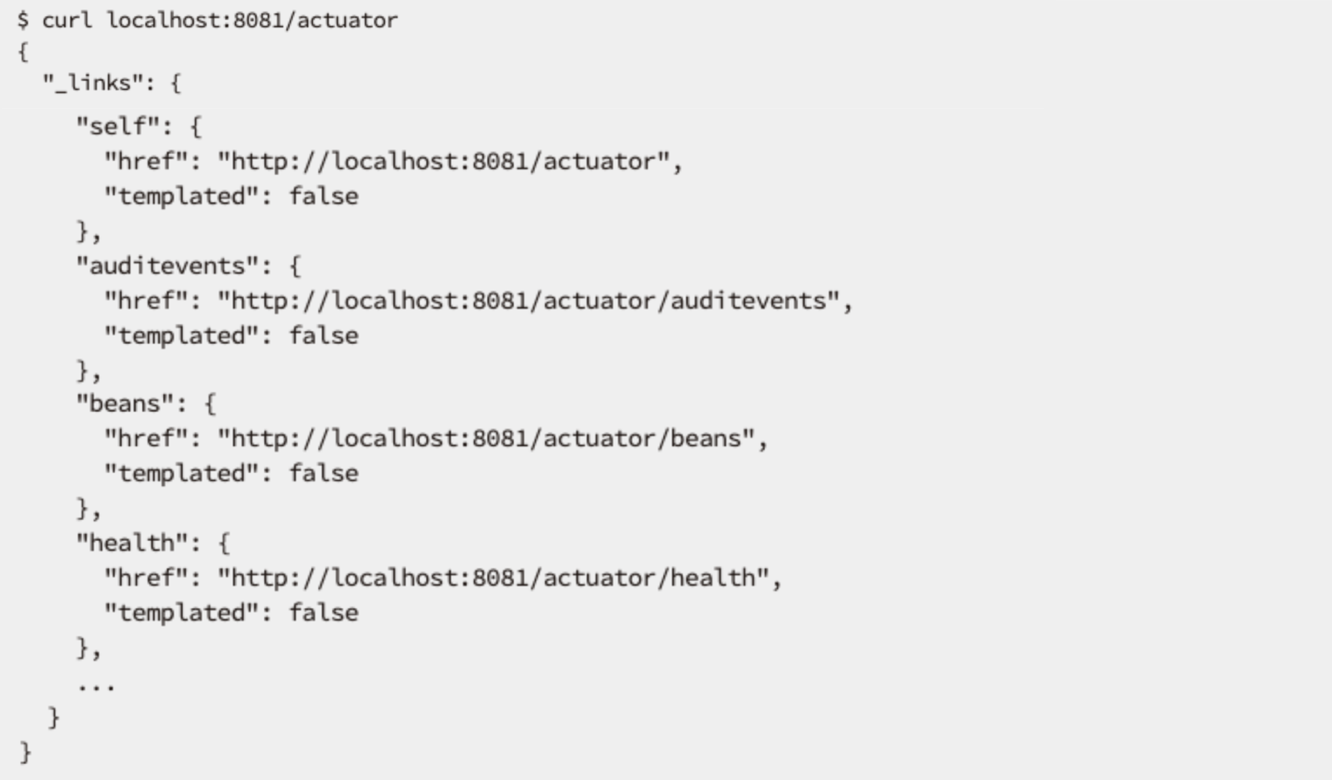 $ curl localhost:8081/actuator
{
  "_links": {
    "self": {
      "href": "http://localhost:8081/actuator",
      "templated": false
    },
    "auditevents": {
      "href": "http://localhost:8081/actuator/auditevents",
      "templated": false
    },
    "beans": {
      "href": "http://localhost:8081/actuator/beans",
      "templated": false
    },
    "health": {
      "href": "http://localhost:8081/actuator/health",
      "templated": false
    },
    ...
  }
}